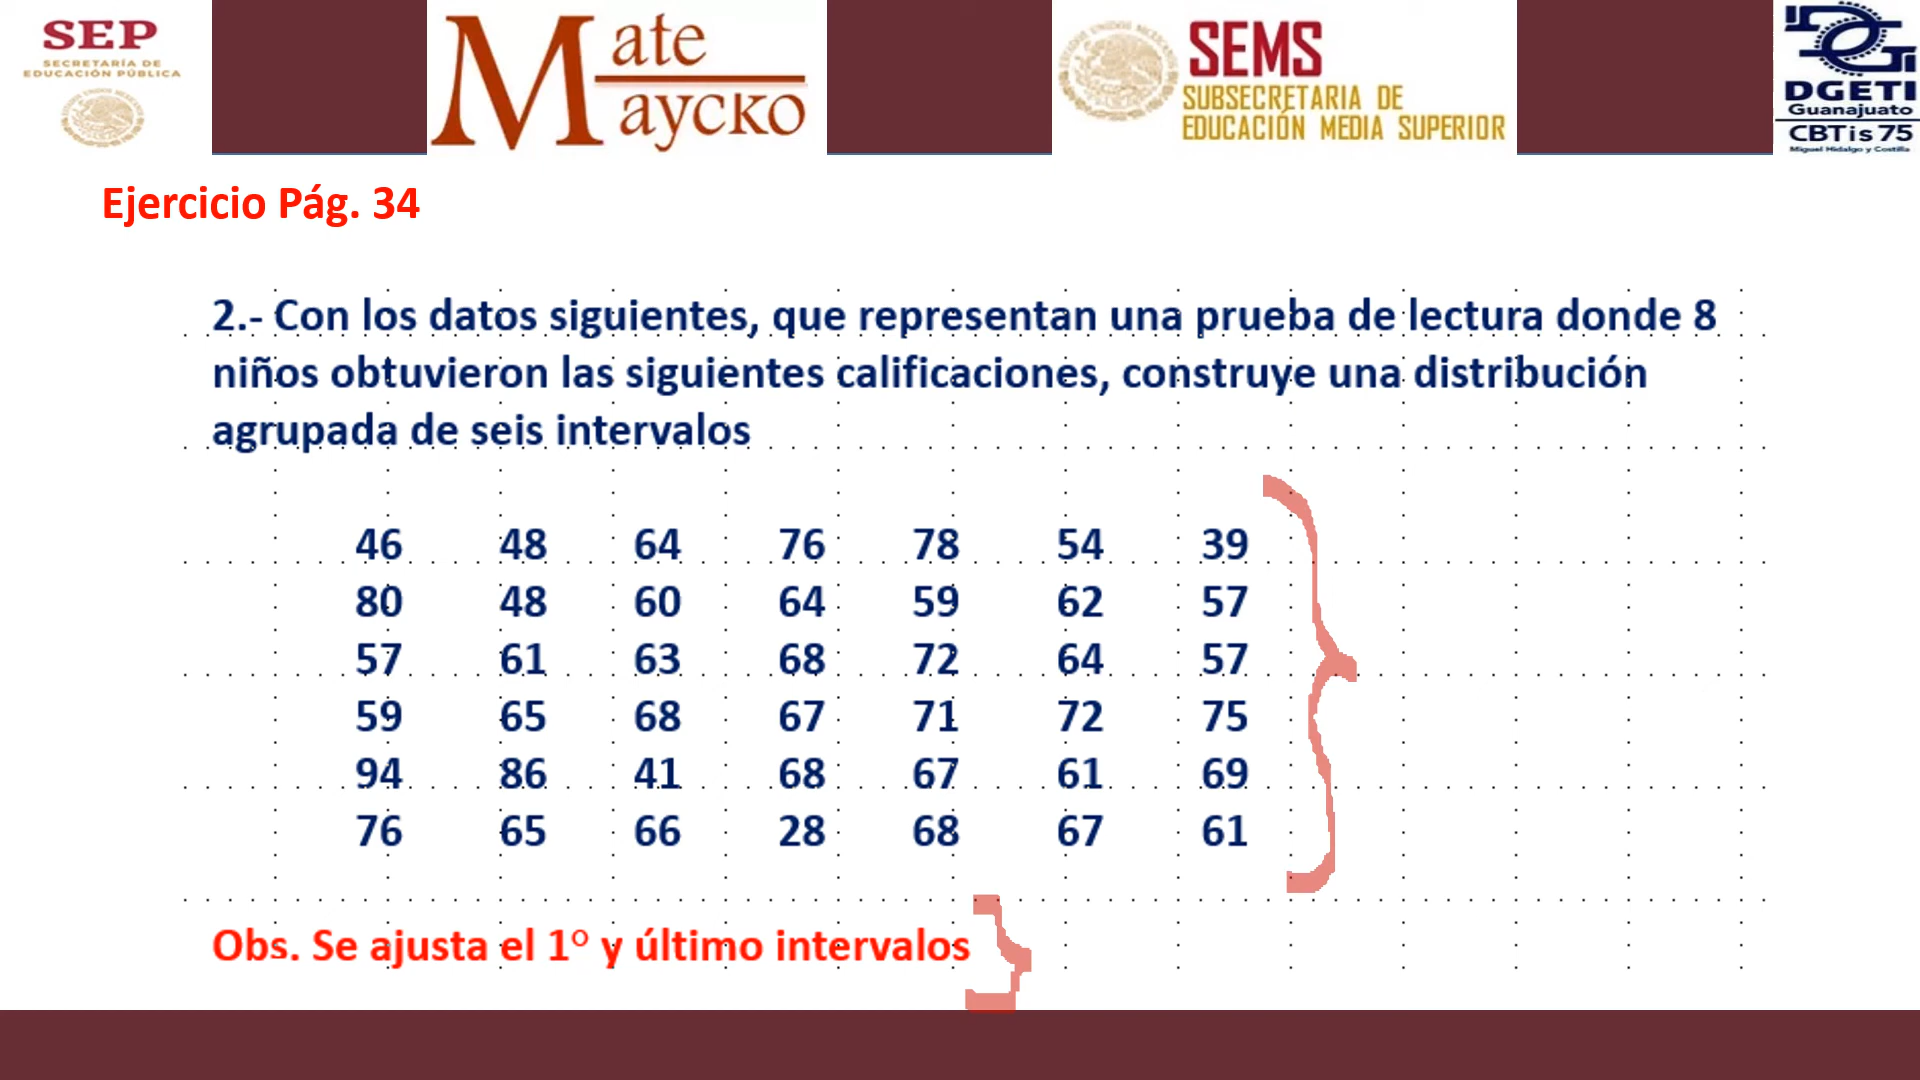 SEP
SECRETARÍA DE
EDUCACIÓN PÚBLICA
Mate
Maycko
SEMS
SUBSECRETARIA DE
EDUCACIÓN MEDIA SUPERIOR
DGETI
Guanajuato
CBTis 75
Miguel Hidalgo y Costilla
Ejercicio Pág. 34
2.- Con los datos siguientes, que representan una prueba de lectura donde 8
niños obtuvieron las siguientes calificaciones, construye una distribución
agrupada de seis intervalos
46 48 64 76 78 54 39
80 48 60 64 59 62 57
57 61 63 68 72 64 57
59 65 68 67 71 72 75
94 86 41 68 67 61 69
76 65 66 28 68 67 61
Obs. Se ajusta el 1° y último intervalos